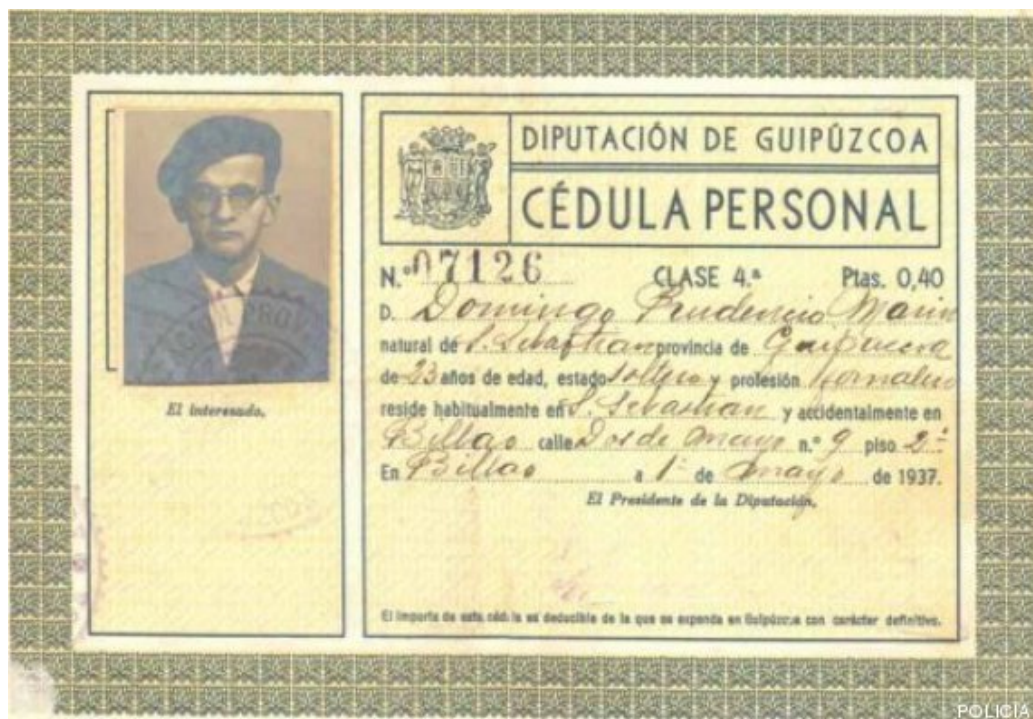 DIPUTACIÓN DE GUIPÚZCOA
CÉDULA PERSONAL
N.º 07126 CLASE 4.ª Ptas. 0,40
D. Domingo Prudencio Marin
natural de S. Sebastian provincia de Guipuzcoa
de 23 años de edad, estado soltero y profesión Jornalero
reside habitualmente en S. Sebastian y accidentalmente en
Bilbao calle Dos de Mayo n.º 9 piso 2º
En Bilbao a 1º de Mayo de 1937.
El Presidente de la Diputación,
El importe de esta cédula es deducible de la que se expenda en Guipúzcoa con carácter definitivo.
El interesado.
POLICÍA